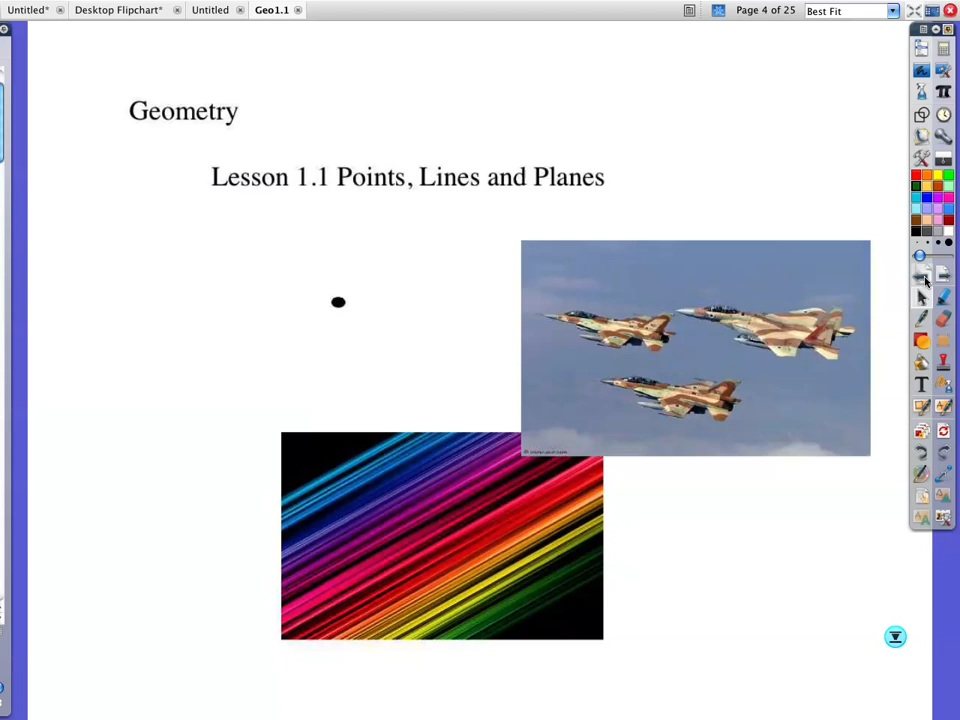 Untitled*
Desktop Flipchart*
Untitled
Geo1.1
Page 4 of 25
Best Fit
Geometry
Lesson 1.1 Points, Lines and Planes